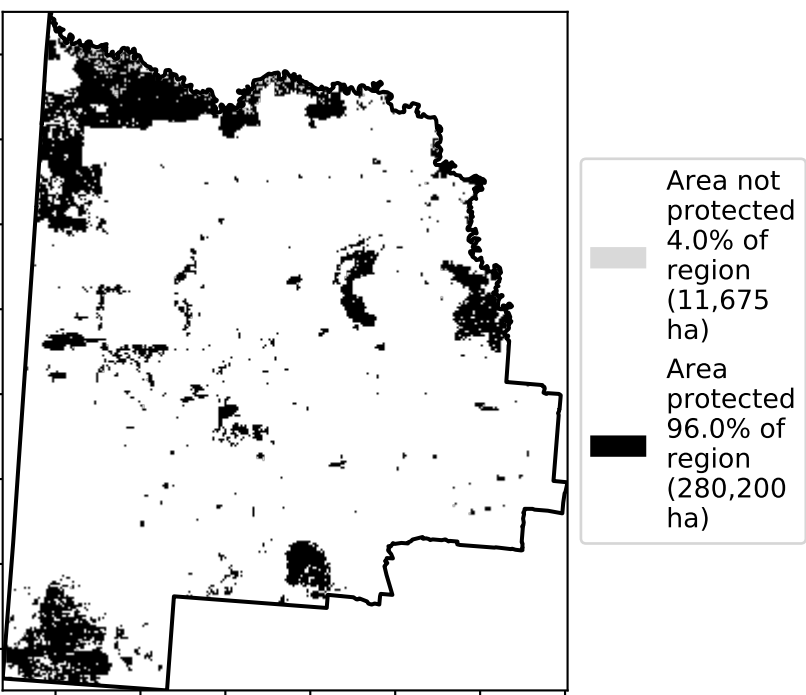 Area not
protected
4.0% of
region
(11,675
ha)
Area
protected
96.0% of
region
(280,200
ha)